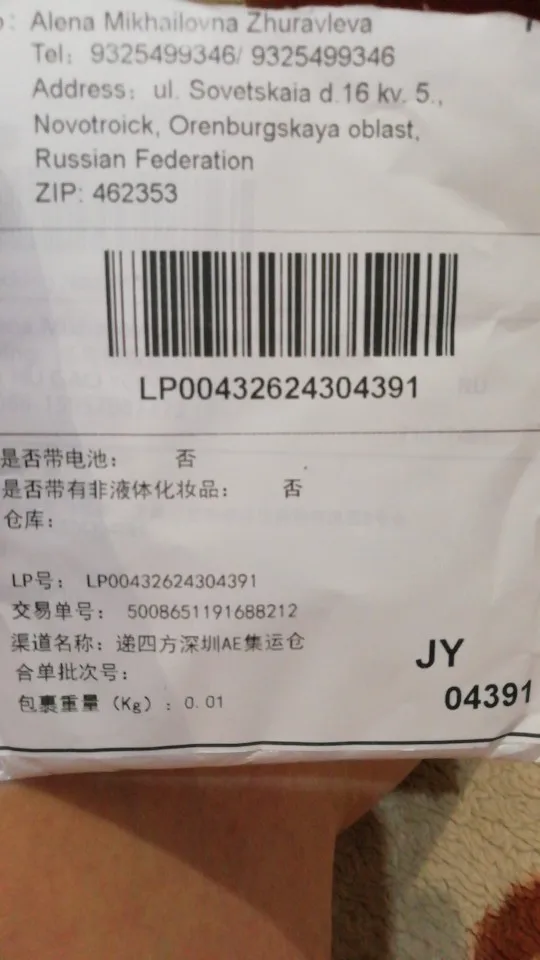 : Alena Mikhailovna Zhuravleva
Tel: 9325499346/ 9325499346
Address: ul. Sovetskaia d.16 kv. 5.,
Novotroick, Orenburgskaya oblast,
Russian Federation
ZIP: 462353
LP00432624304391
是否带电池： 否
是否带有非液体化妆品： 否
仓库：
LP号： LP00432624304391
交易单号： 5008651191688212
渠道名称：递四方深圳AE集运仓
合单批次号：
包裹重量（Kg）：0.01
JY
04391